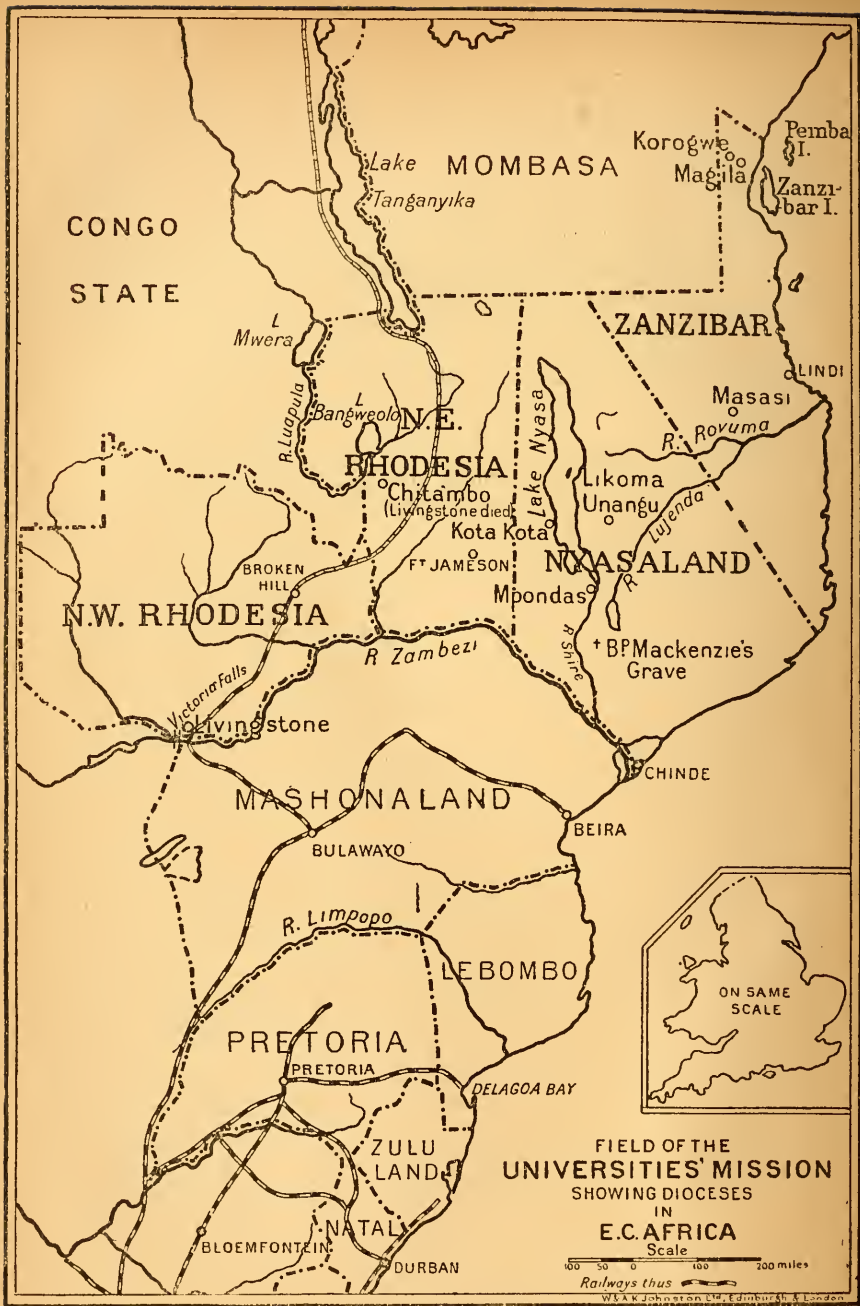 Korogwe
Magila
Pemba
I.
Zanzi-
bar I.
Lake
Tanganyika
MOMBASA
CONGO
STATE
L
Mwera
ZANZIBAR
LINDI
Masasi
R. Rovuma
R. Luapula
L
Bangweolo
N.E.
RHODESIA
Chitambo
(Livingstone died)
Lake Nyasa
Likoma
Unangu
R Lujenda
Kota Kota
FT JAMESON
NYASALAND
Mpondas
BROKEN
HILL
N.W. RHODESIA
R Zambezi
R Shire
† BP. Mackenzie's
Grave
Victoria Falls
Livingstone
CHINDE
MASHONALAND
BEIRA
BULAWAYO
R. Limpopo
LEBOMBO
ON SAME
SCALE
PRETORIA
PRETORIA
DELAGOA BAY
ZULU
LAND
NATAL
BLOEMFONTEIN
DURBAN
FIELD OF THE
UNIVERSITIES' MISSION
SHOWING DIOCESES
IN
E.C. AFRICA
Scale
100 50 0 100 200 miles
Railways thus
W & A K Johnston Ltd, Edinburgh & London